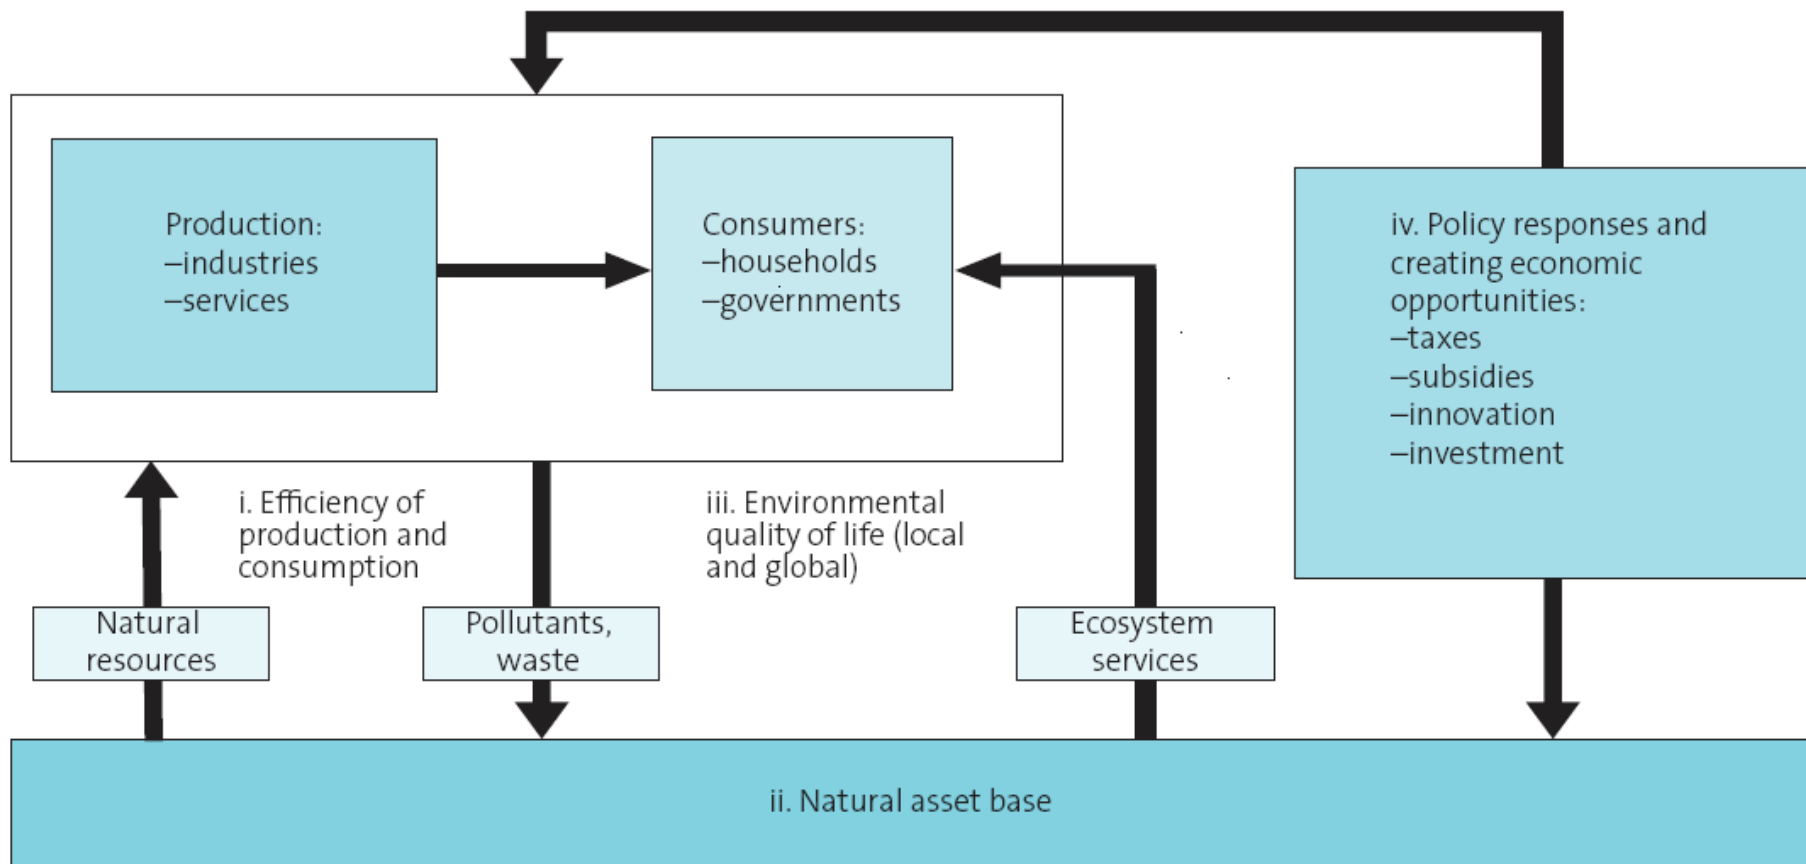 Production:
–industries
–services
Consumers:
–households
–governments
iv. Policy responses and
creating economic
opportunities:
–taxes
–subsidies
–innovation
–investment
i. Efficiency of
production and
consumption
iii. Environmental
quality of life (local
and global)
Natural
resources
Pollutants,
waste
Ecosystem
services
ii. Natural asset base